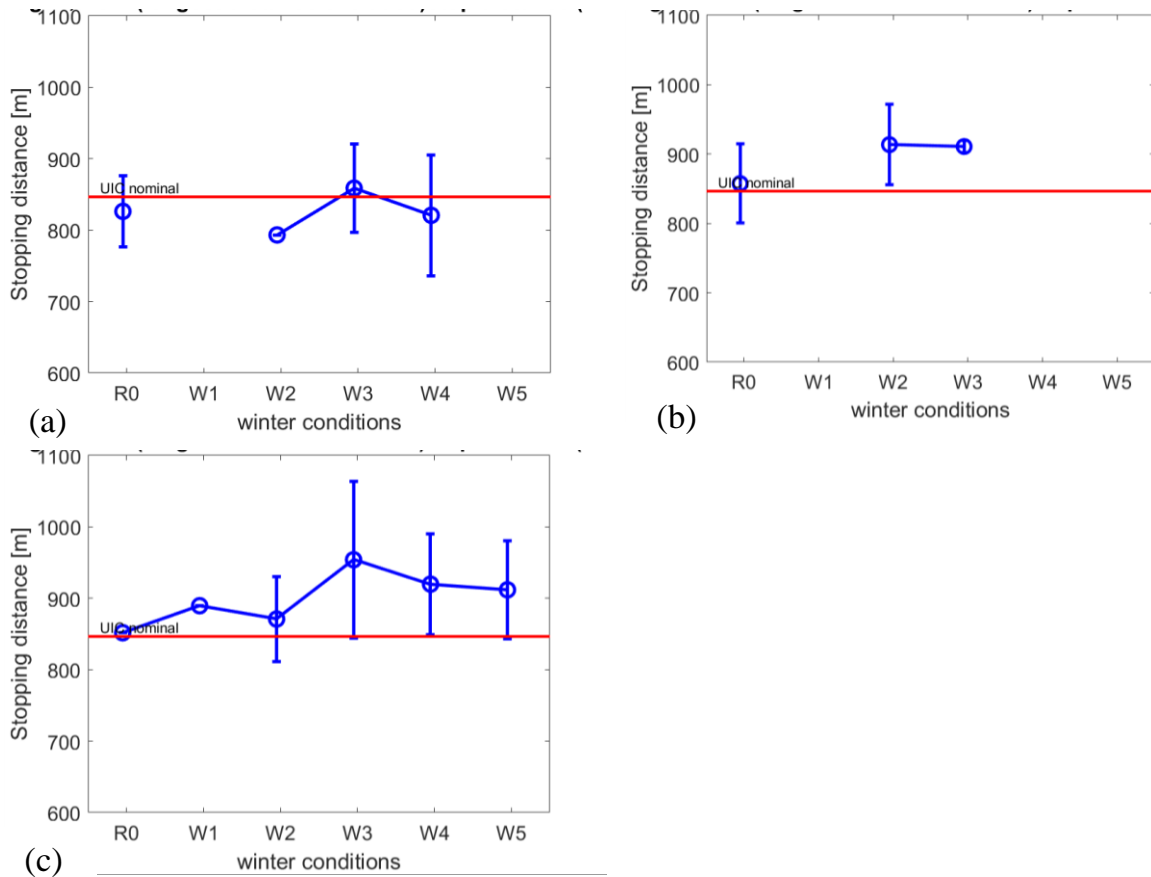 1100
1000
900
800
700
600
Stopping distance [m]
UIC nominal
R0 W1 W2 W3 W4 W5
winter conditions
(a)
1100
1000
900
800
700
600
Stopping distance [m]
UIC nominal
R0 W1 W2 W3 W4 W5
winter conditions
(b)
1100
1000
900
800
700
600
Stopping distance [m]
UIC nominal
R0 W1 W2 W3 W4 W5
winter conditions
(c)